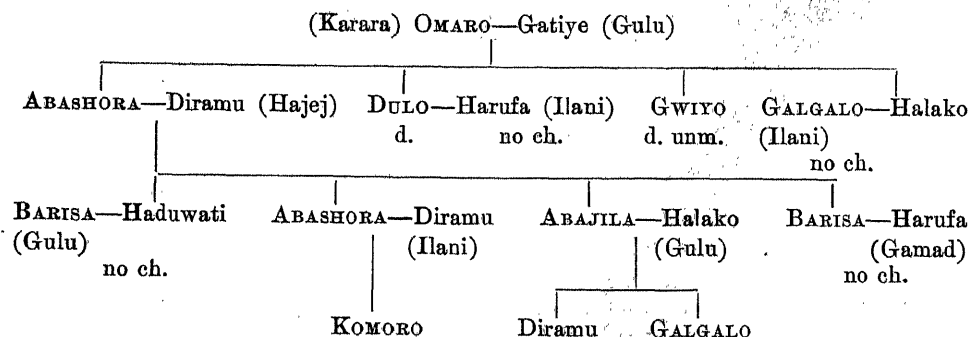 (Karara) OMARO—Gatiye (Gulu)
ABASHORA—Diramu (Hajej) DULO—Harufa (Ilani) GWIYO GALGALO—Halako
d. no ch. d. unm. (Ilani)
no ch.
BARISA—Haduwati ABASHORA—Diramu ABAJILA—Halako BARISA—Harufa
(Gulu) (Ilani) (Gulu) (Gamad)
no ch. no ch.
KOMORO Diramu GALGALO